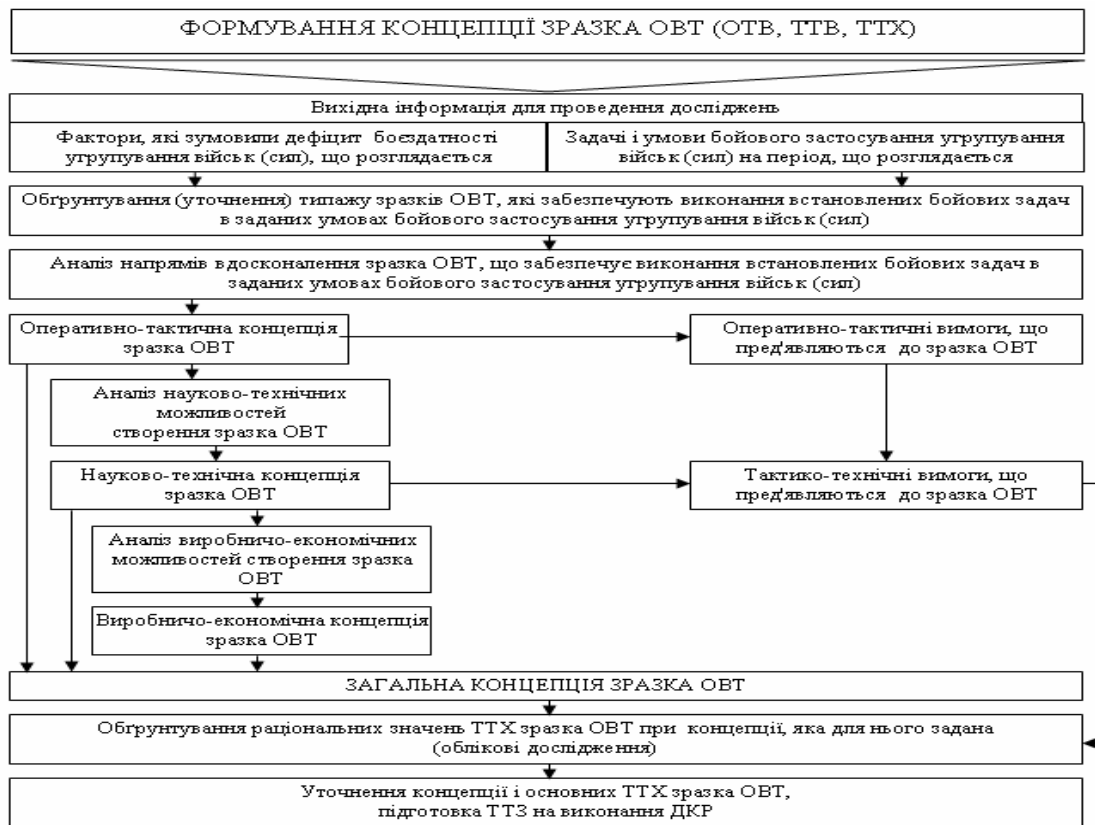 ФОРМУВАННЯ КОНЦЕПЦІЇ ЗРАЗКА ОВТ (ОТВ, ТТВ, ТТХ)
Вихідна інформація для проведення досліджень
Фактори, які зумовили дефіцит боєздатності
угрупування військ (сил), що розглядається
Задачі і умови бойового застосування угрупування
військ (сил) на період, що розглядається
Обґрунтування (уточнення) типажу зразків ОВТ, які забезпечують виконання встановлених бойових задач
в заданих умовах бойового застосування угрупування військ (сил)
Аналіз напрямів вдосконалення зразка ОВТ, що забезпечує виконання встановлених бойових задач в
заданих умовах бойового застосування угрупування військ (сил)
Оперативно-тактична концепція
зразка ОВТ
Оперативно-тактичні вимоги, що
пред'являються до зразка ОВТ
Аналіз науково-технічних
можливостей
створення зразка ОВТ
Науково-технічна концепція
зразка ОВТ
Тактико-технічні вимоги, що
пред'являються до зразка ОВТ
Аналіз виробничо-економічних
можливостей створення зразка
ОВТ
Виробничо-економічна концепція
зразка ОВТ
ЗАГАЛЬНА КОНЦЕПЦІЯ ЗРАЗКА ОВТ
Обґрунтування раціональних значень ТТХ зразка ОВТ при концепції, яка для нього задана
(облікові дослідження)
Уточнення концепції і основних ТТХ зразка ОВТ,
підготовка ТТЗ на виконання ДКР